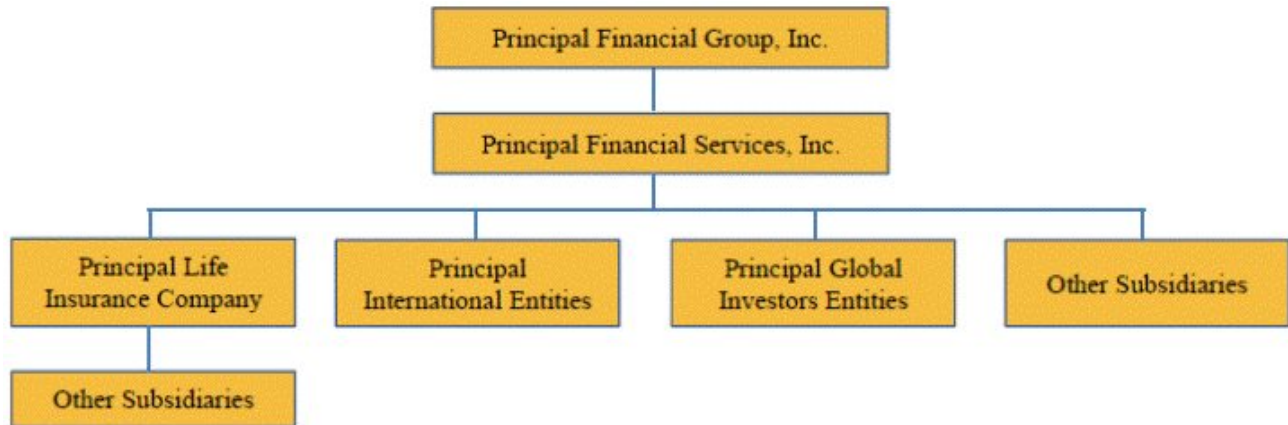 Principal Financial Group, Inc.
Principal Financial Services, Inc.
Principal Life
Insurance Company
Principal
International Entities
Principal Global
Investors Entities
Other Subsidiaries
Other Subsidiaries